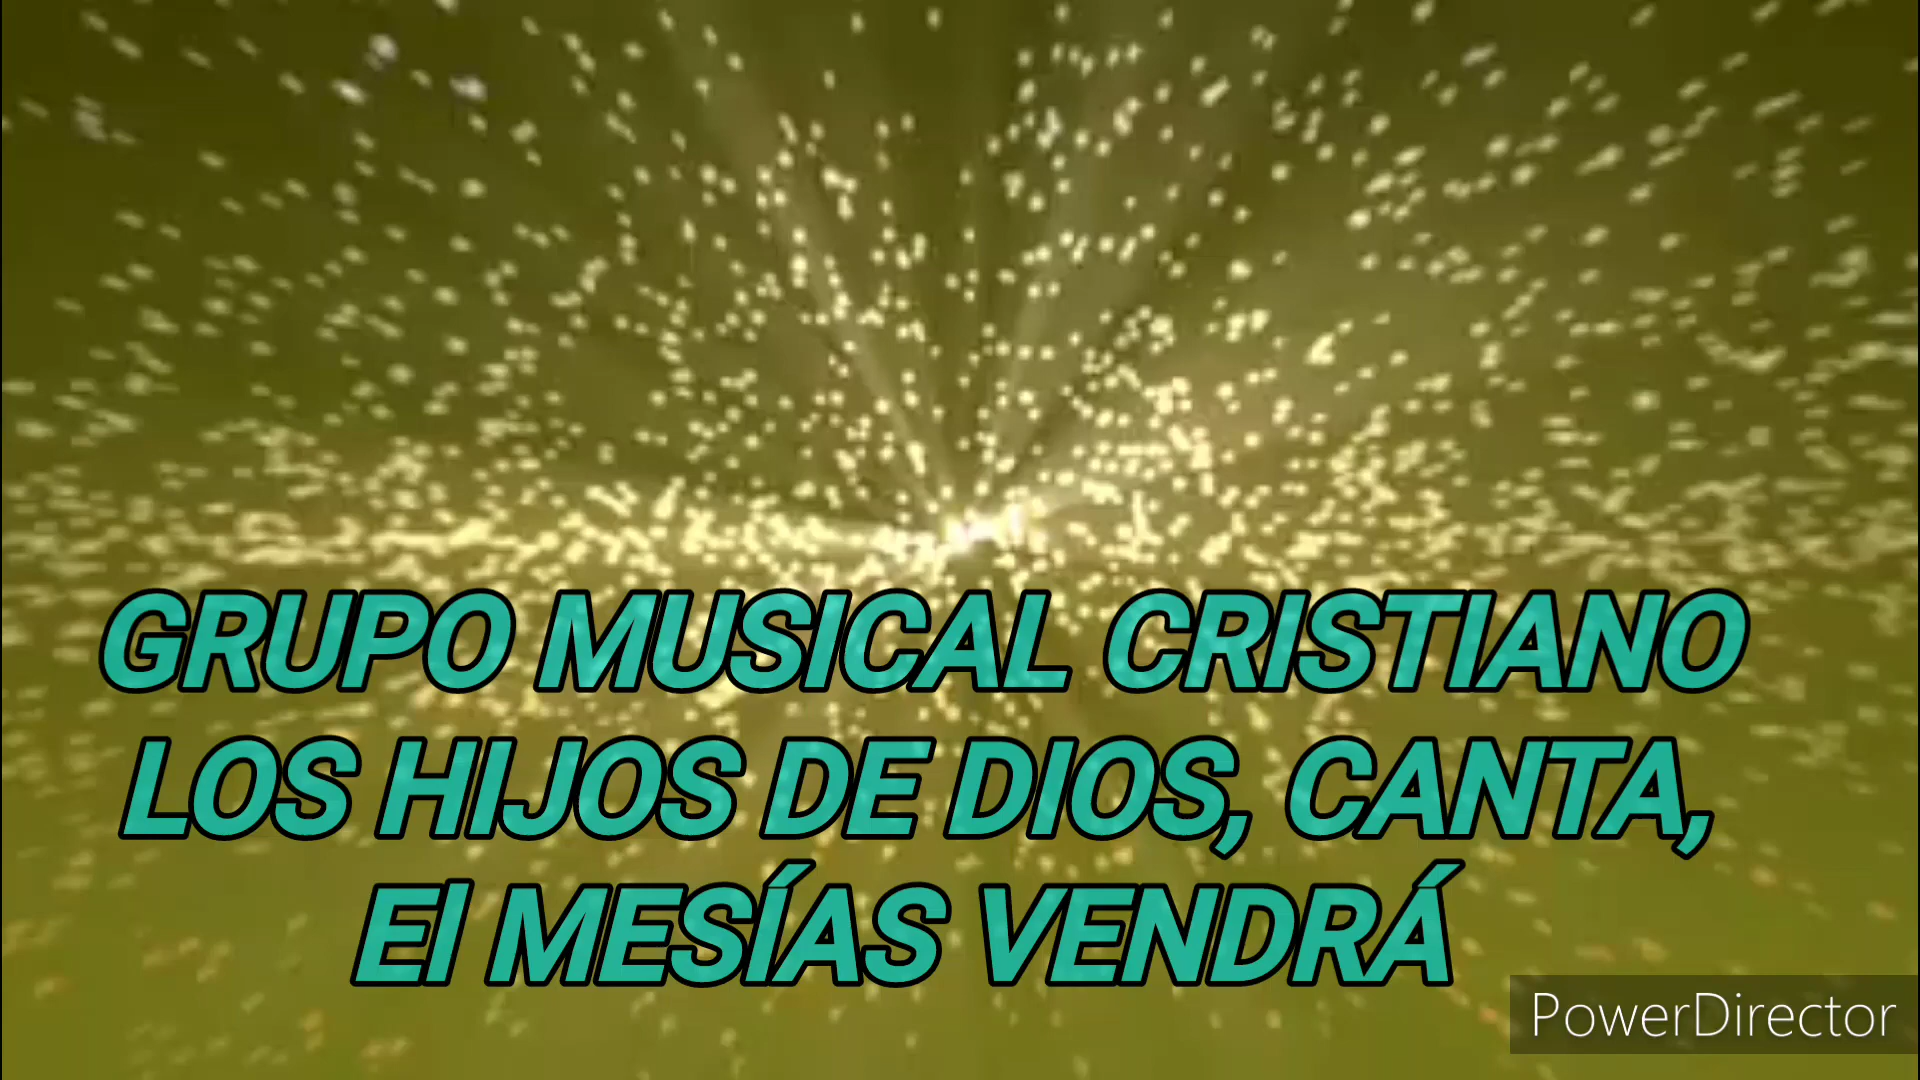 GRUPO MUSICAL CRISTIANO
LOS HIJOS DE DIOS, CANTA,
El MESÍAS VENDRÁ
PowerDirector